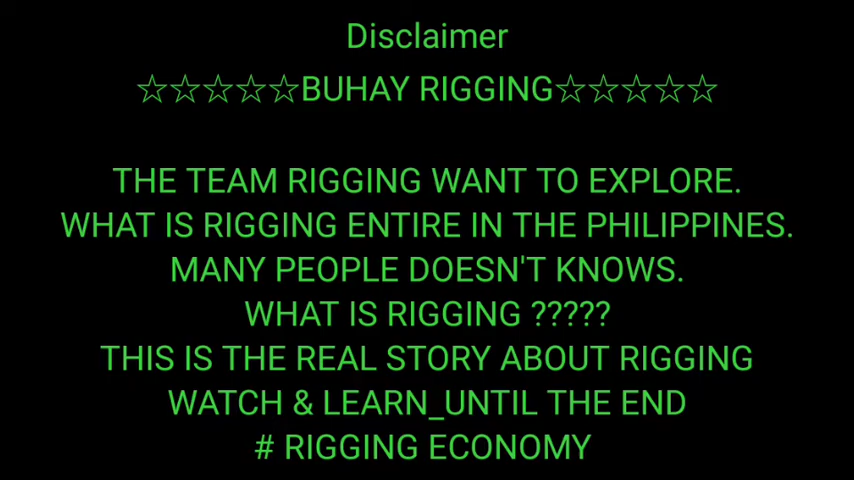 Disclaimer
☆☆☆☆☆BUHAY RIGGING☆☆☆☆☆
THE TEAM RIGGING WANT TO EXPLORE.
WHAT IS RIGGING ENTIRE IN THE PHILIPPINES.
MANY PEOPLE DOESN'T KNOWS.
WHAT IS RIGGING ?????
THIS IS THE REAL STORY ABOUT RIGGING
WATCH & LEARN_UNTIL THE END
# RIGGING ECONOMY